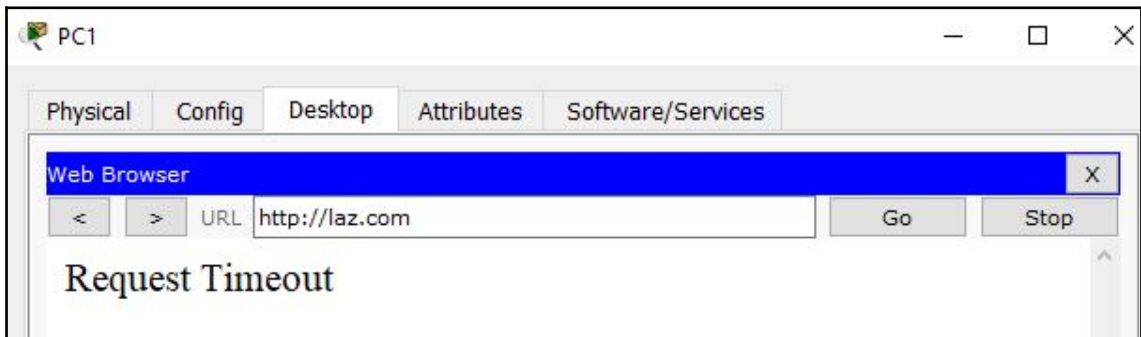 PC1
Physical Config Desktop Attributes Software/Services
Web Browser X
< > URL http://laz.com Go Stop
Request Timeout